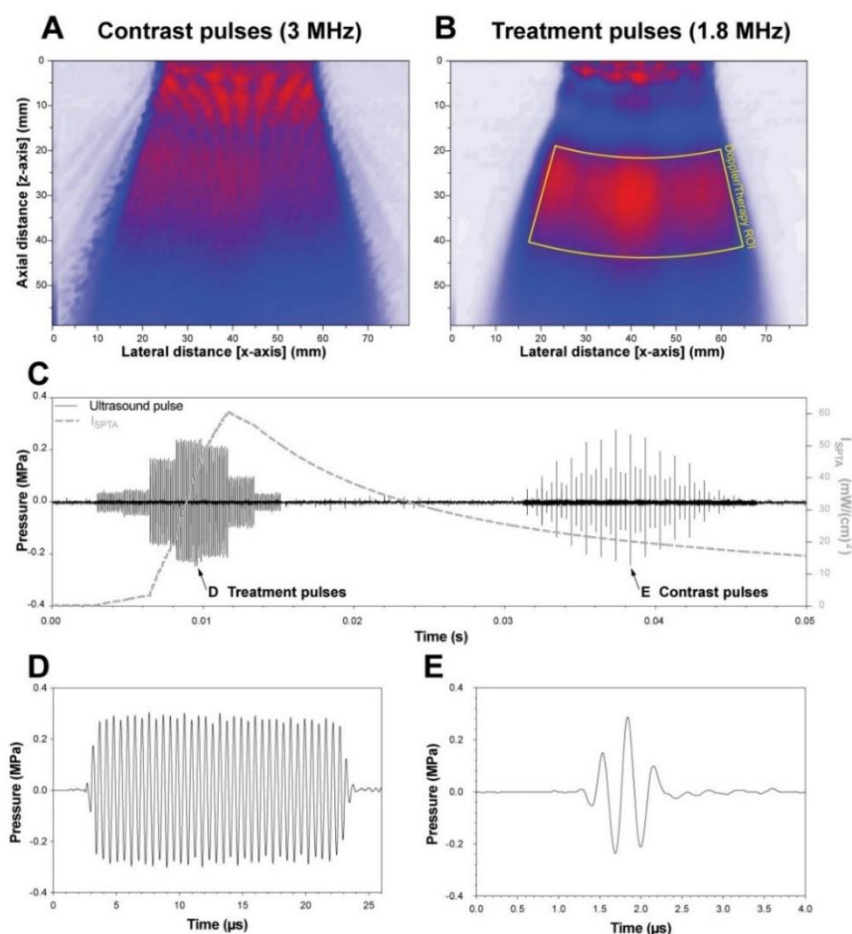 A Contrast pulses (3 MHz)
B Treatment pulses (1.8 MHz)
Axial distance [z-axis] (mm)
0
10
20
30
40
50
0 10 20 30 40 50 60 70
Lateral distance [x-axis] (mm)
0
10
20
30
40
50
Doppler/Therapy ROI
0 10 20 30 40 50 60 70
Lateral distance [x-axis] (mm)
C
Pressure (MPa)
0.4
0.2
0.0
-0.2
-0.4
Ultrasound pulse
I_SPTA
D Treatment pulses
E Contrast pulses
60
50
40
30
20
10
0
I_SPTA (mW/(cm)²)
0.00 0.01 0.02 0.03 0.04 0.05
Time (s)
D
Pressure (MPa)
0.4
0.2
0.0
-0.2
-0.4
0 5 10 15 20 25
Time (µs)
E
Pressure (MPa)
0.4
0.2
0.0
-0.2
-0.4
0.0 0.5 1.0 1.5 2.0 2.5 3.0 3.5 4.0
Time (µs)